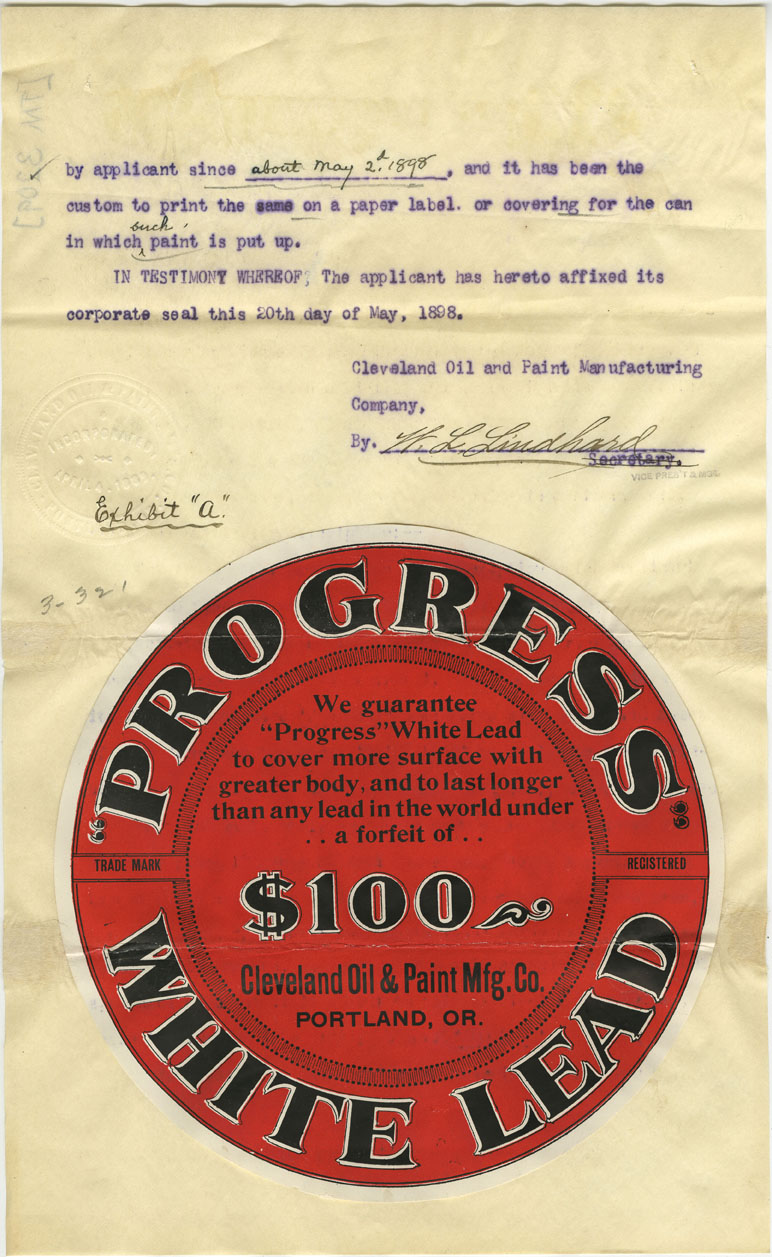 by applicant since about May 2d. 1898, and it has been the
custom to print the same on a paper label. or covering for the can
such
in which paint is put up.
IN TESTIMONY WHEREOF, The applicant has hereto affixed its
corporate seal this 20th day of May, 1898.
Cleveland Oil and Paint Manufacturing
Company,
By. W. L. Lindhard
Secretary.
VICE PREST & MGR.
INCORPORATED
Exhibit "A".
3-321
"PROGRESS"
We guarantee
"Progress" White Lead
to cover more surface with
greater body, and to last longer
than any lead in the world under
. . a forfeit of . .
TRADE MARK
REGISTERED
$100
Cleveland Oil & Paint Mfg. Co.
PORTLAND, OR.
WHITE LEAD